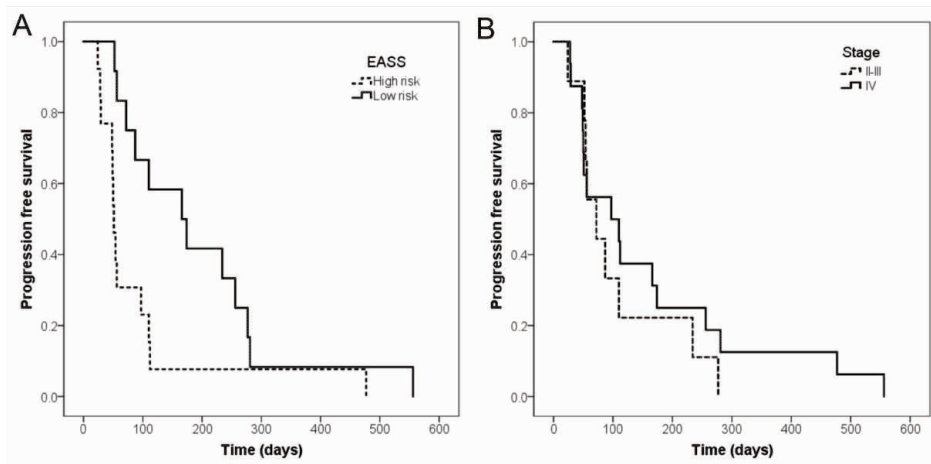 A
EASS
High risk
Low risk
Progression free survival
1.0
0.8
0.6
0.4
0.2
0.0
0 100 200 300 400 500 600
Time (days)
B
Stage
II-III
IV
Progression free survival
1.0
0.8
0.6
0.4
0.2
0.0
0 100 200 300 400 500 600
Time (days)